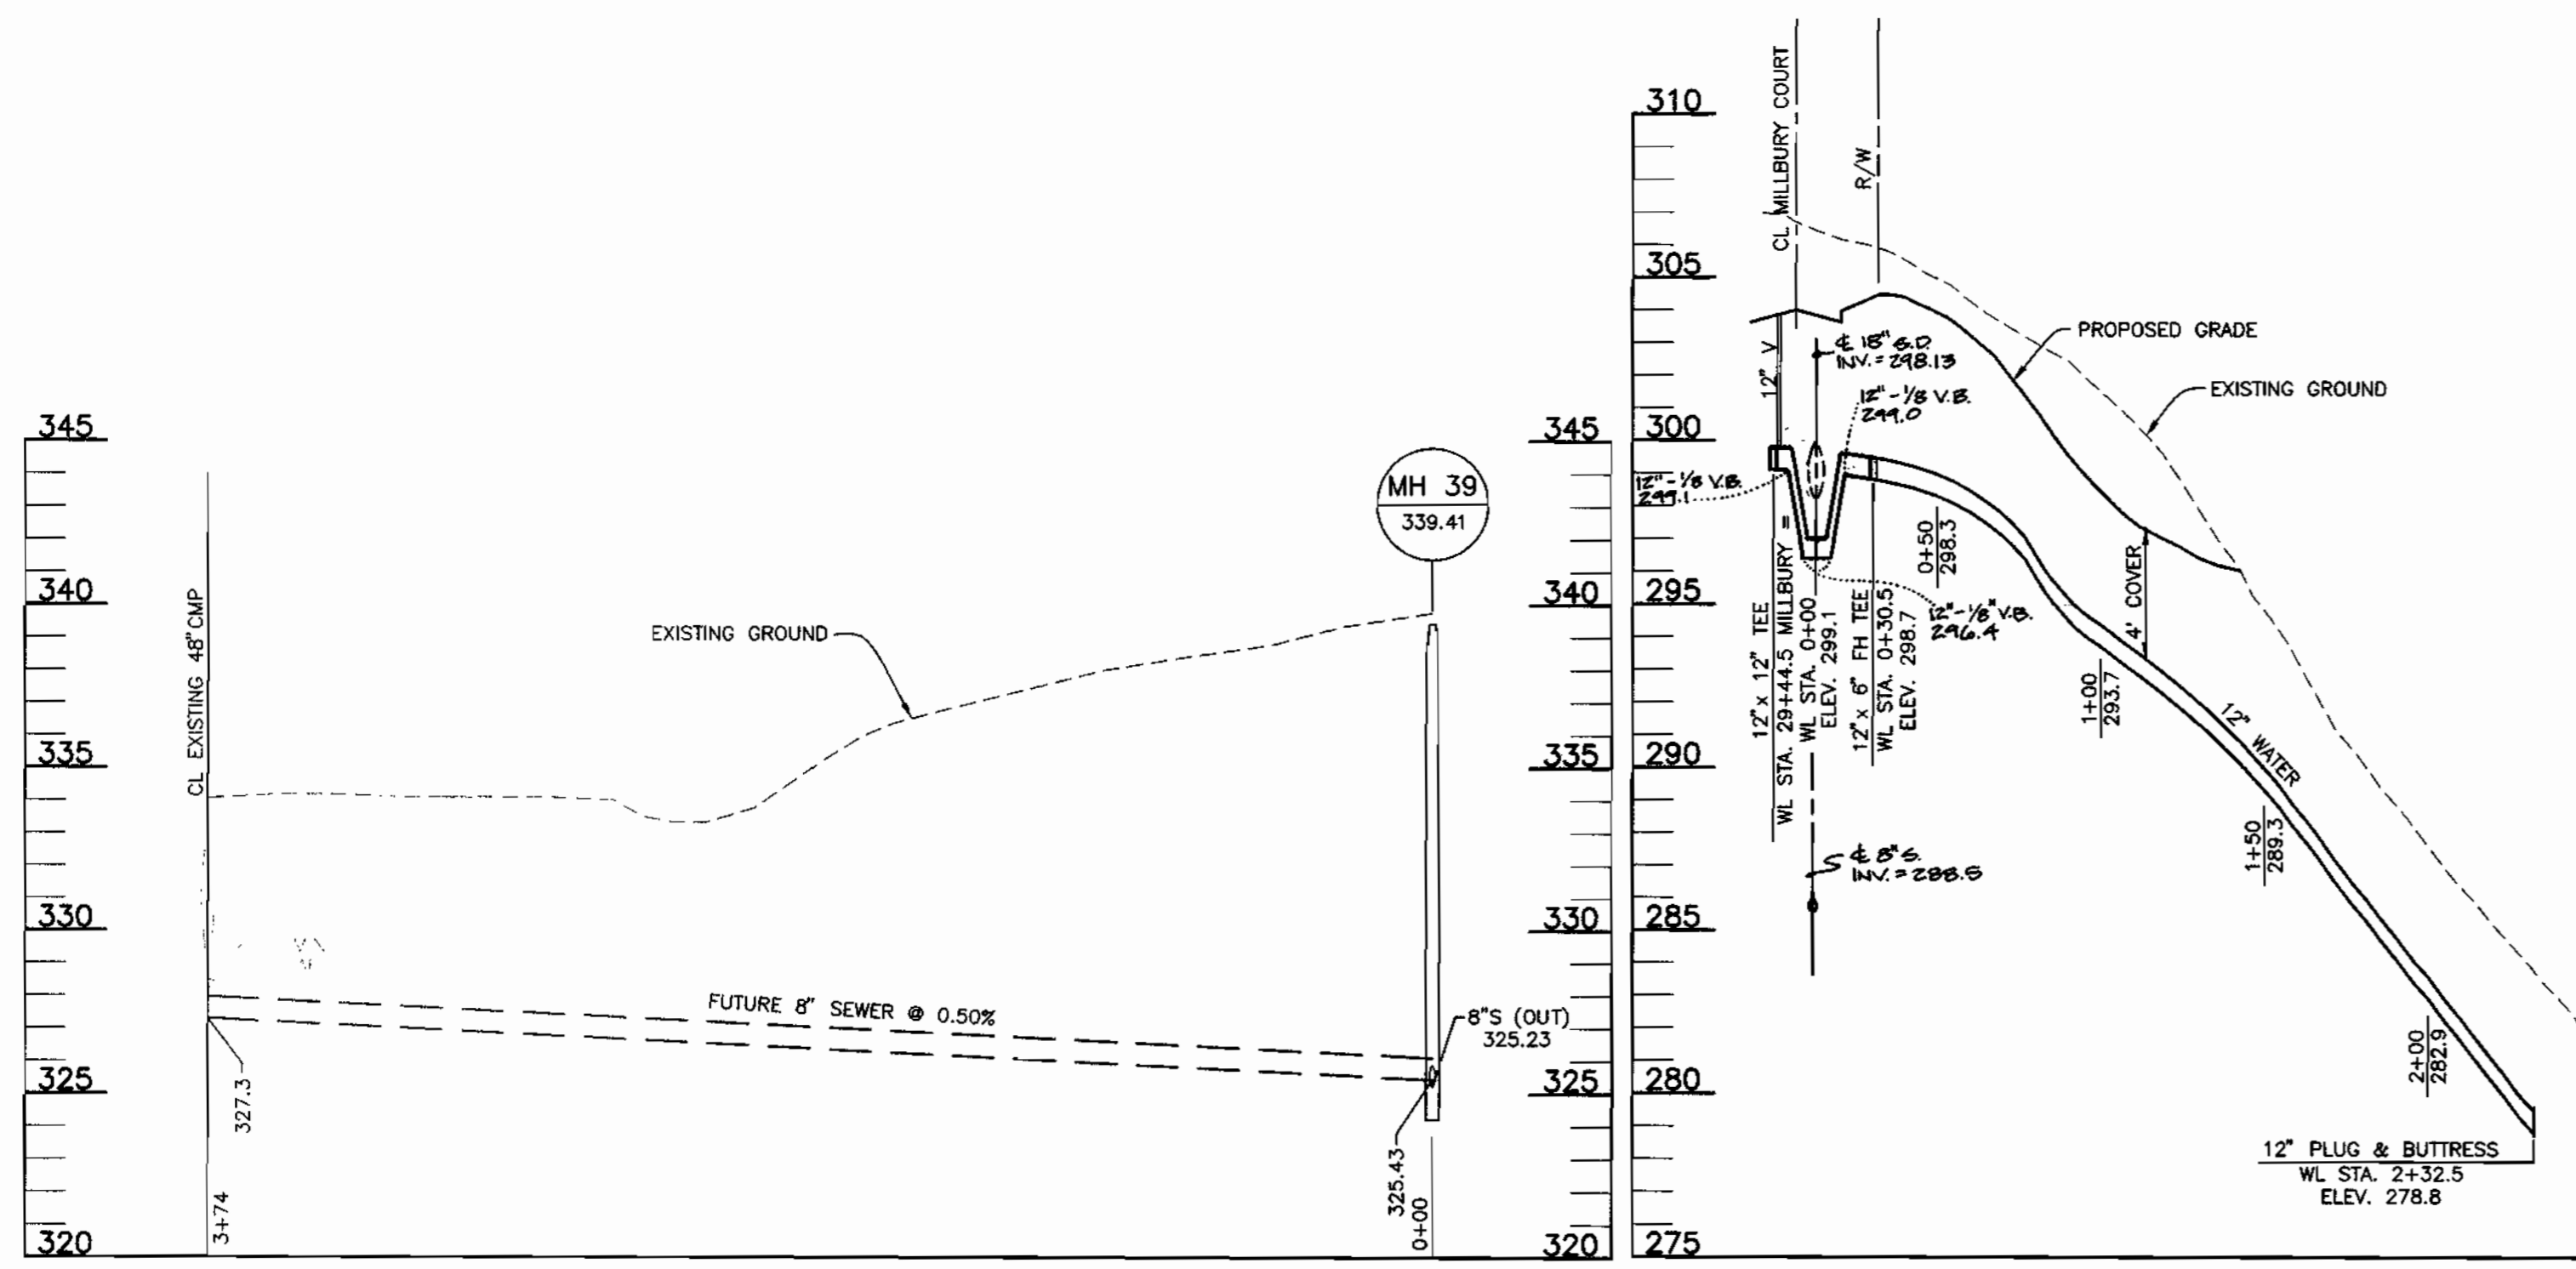 345
340
335
330
325
320
CL EXISTING 48" CMP
EXISTING GROUND
MH 39
339.41
FUTURE 8" SEWER @ 0.50%
8"S (OUT)
325.23
327.3
3+74
325.43
0+00
345
340
335
330
325
320
310
305
300
295
290
285
280
275
CL MILLBURY COURT
R/W
PROPOSED GRADE
EXISTING GROUND
12" V
℄ 18" S.D.
INV. = 298.13
12" - 1/8 V.B.
299.0
12" - 1/8 V.B.
299.1
12" x 12" TEE
WL STA. 29+44.5 MILLBURY =
WL STA. 0+00
ELEV. 299.1
12" x 6" FH TEE
WL STA. 0+30.5
ELEV. 298.7
12" - 1/8" V.B.
296.4
0+50
298.3
4' COVER
1+00
293.7
12" WATER
1+50
289.3
℄ 8" S.
INV. = 288.5
2+00
282.9
12" PLUG & BUTTRESS
WL STA. 2+32.5
ELEV. 278.8